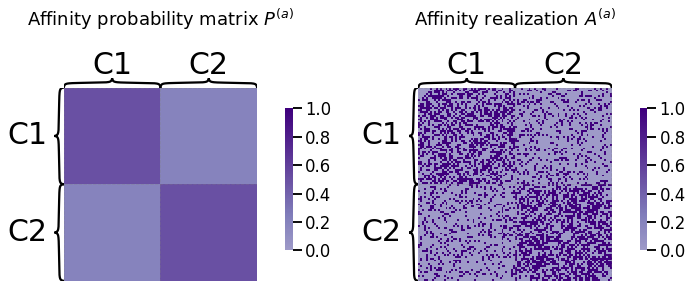 Affinity probability matrix P^(a)
C1 C2
C1
C2
1.0
0.8
0.6
0.4
0.2
0.0
Affinity realization A^(a)
C1 C2
C1
C2
1.0
0.8
0.6
0.4
0.2
0.0